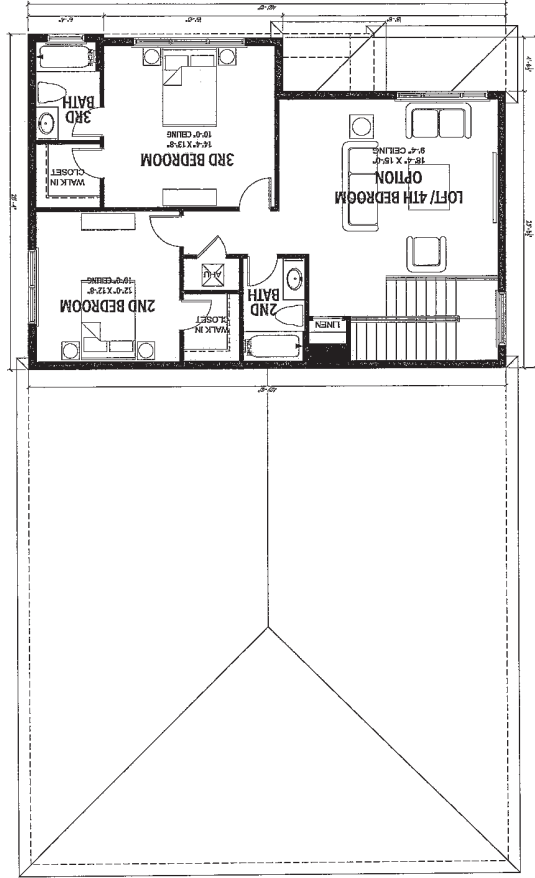 3RD
BATH
3RD BEDROOM
14'-4" X 13'-8"
10'-0" CEILING
WALK IN
CLOSET
LOFT/ 4TH BEDROOM
OPTION
18'-4" X 15'-0"
9'-4" CEILING
2ND BEDROOM
12'-0" X 12'-8"
10'-0" CEILING
AHU
WALK IN
CLOSET
2ND
BATH
LINEN